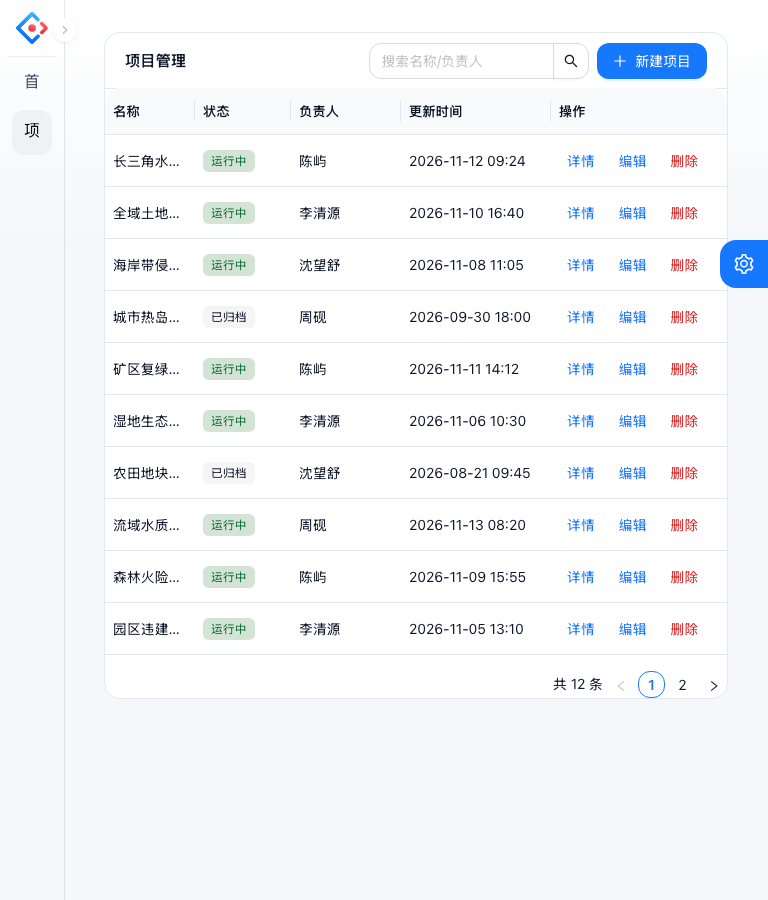 首
项
项目管理
搜索名称/负责人
新建项目
名称 状态 负责人 更新时间 操作
长三角水... 运行中 陈屿 2026-11-12 09:24 详情 编辑 删除
全域土地... 运行中 李清源 2026-11-10 16:40 详情 编辑 删除
海岸带侵... 运行中 沈望舒 2026-11-08 11:05 详情 编辑 删除
城市热岛... 已归档 周砚 2026-09-30 18:00 详情 编辑 删除
矿区复绿... 运行中 陈屿 2026-11-11 14:12 详情 编辑 删除
湿地生态... 运行中 李清源 2026-11-06 10:30 详情 编辑 删除
农田地块... 已归档 沈望舒 2026-08-21 09:45 详情 编辑 删除
流域水质... 运行中 周砚 2026-11-13 08:20 详情 编辑 删除
森林火险... 运行中 陈屿 2026-11-09 15:55 详情 编辑 删除
园区违建... 运行中 李清源 2026-11-05 13:10 详情 编辑 删除
共 12 条 1 2